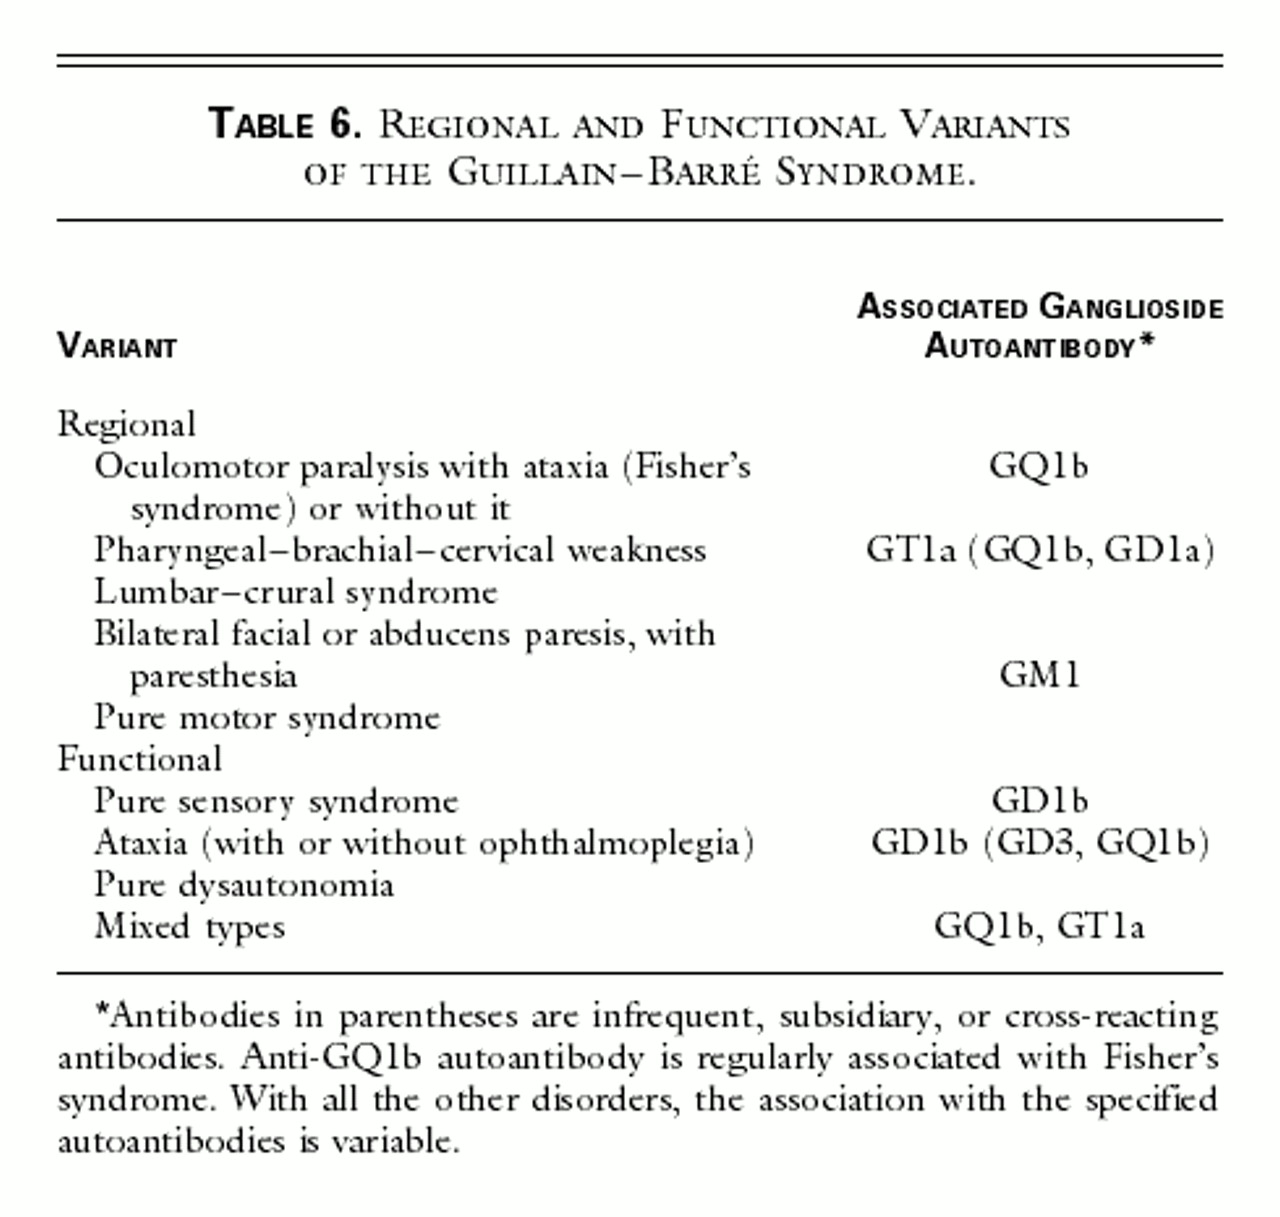 TABLE 6. REGIONAL AND FUNCTIONAL VARIANTS
OF THE GUILLAIN–BARRÉ SYNDROME.
ASSOCIATED GANGLIOSIDE
VARIANT AUTOANTIBODY*
Regional
Oculomotor paralysis with ataxia (Fisher's GQ1b
syndrome) or without it
Pharyngeal–brachial–cervical weakness GT1a (GQ1b, GD1a)
Lumbar–crural syndrome
Bilateral facial or abducens paresis, with
paresthesia GM1
Pure motor syndrome
Functional
Pure sensory syndrome GD1b
Ataxia (with or without ophthalmoplegia) GD1b (GD3, GQ1b)
Pure dysautonomia
Mixed types GQ1b, GT1a
*Antibodies in parentheses are infrequent, subsidiary, or cross-reacting
antibodies. Anti-GQ1b autoantibody is regularly associated with Fisher's
syndrome. With all the other disorders, the association with the specified
autoantibodies is variable.